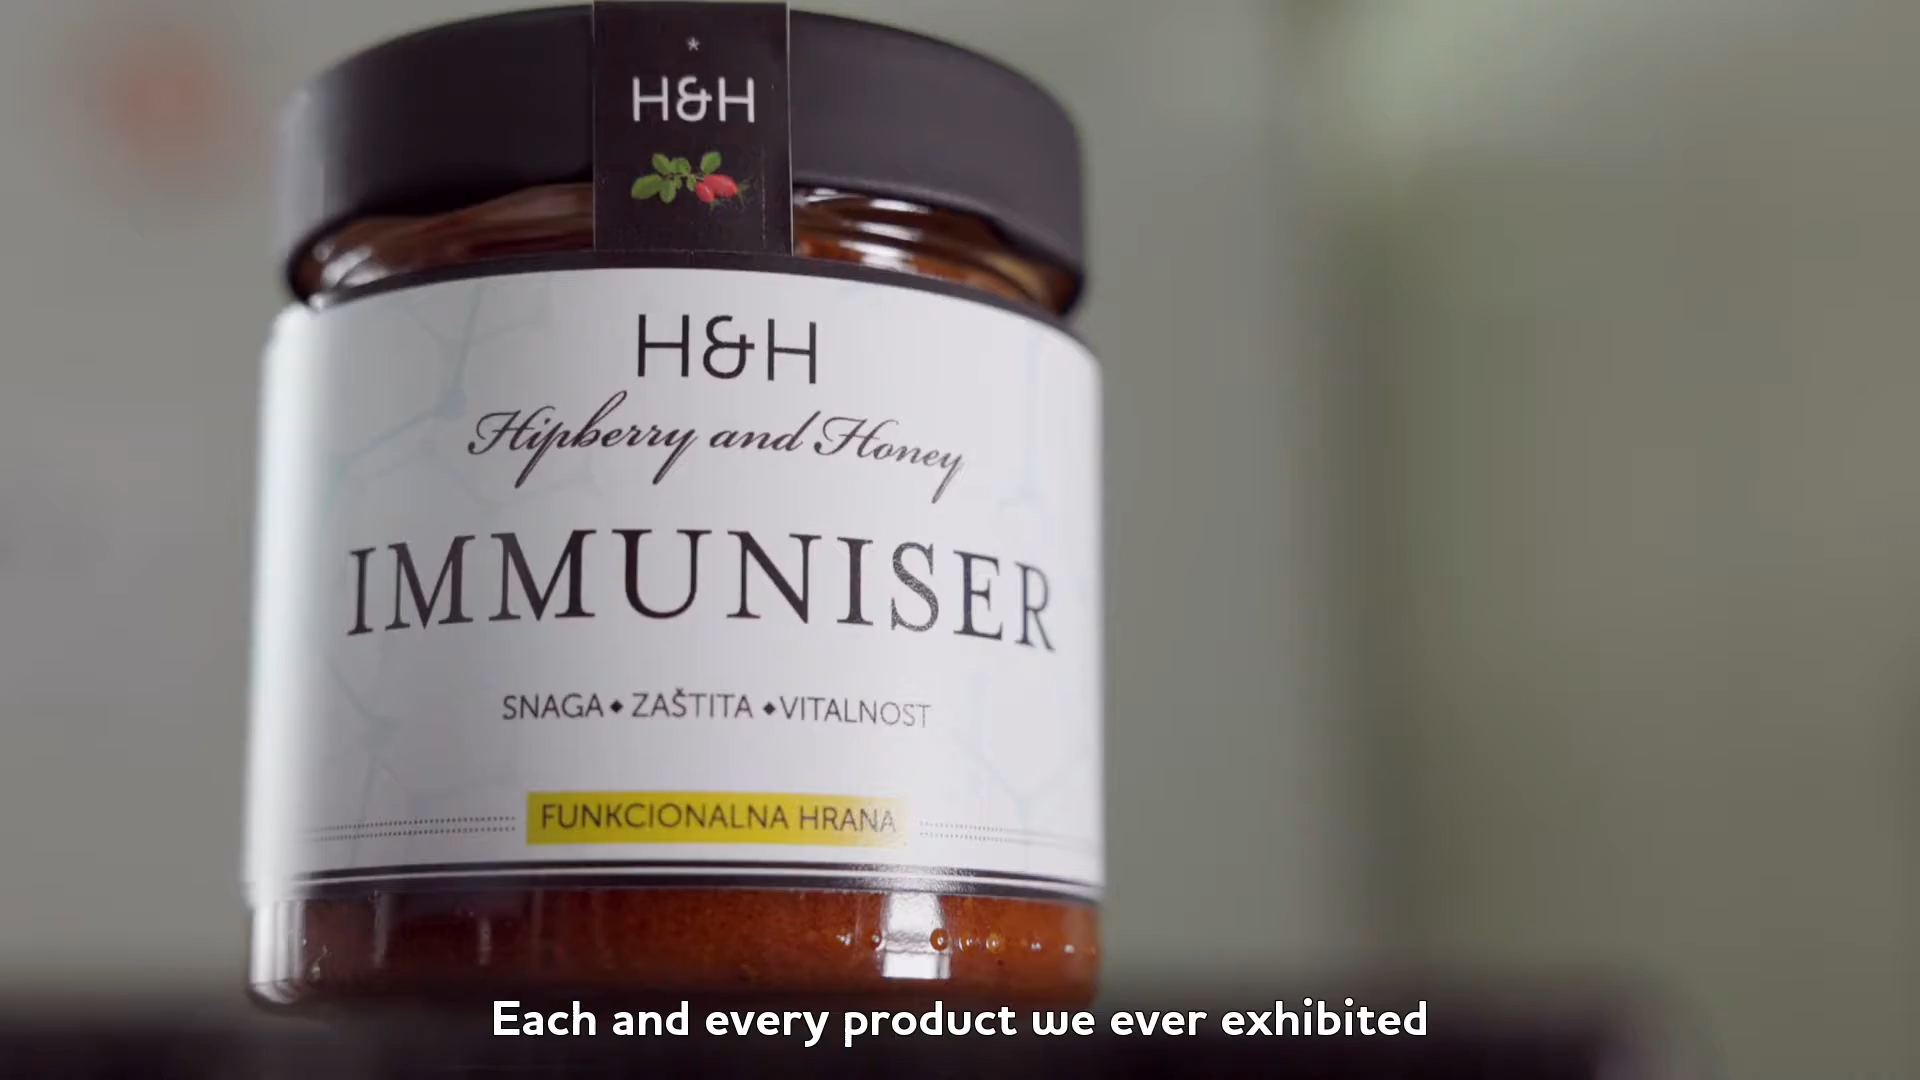 H&H
H&H
Hipberry and Honey
IMMUNISER
SNAGA◆ZAŠTITA◆VITALNOST
FUNKCIONALNA HRANA
Each and every product we ever exhibited